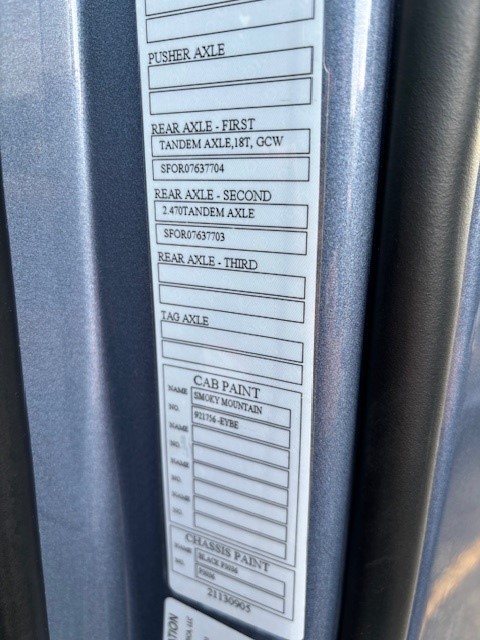 PUSHER AXLE
REAR AXLE - FIRST
TANDEM AXLE,18T, GCW
SFOR07637704
REAR AXLE - SECOND
2.470TANDEM AXLE
SFOR07637703
REAR AXLE - THIRD
TAG AXLE
CAB PAINT
NAME SMOKY MOUNTAIN
NO. 921756-EYBE
NAME
NO.
NAME
NO.
NAME
NO.
CHASSIS PAINT
NAME
NO.
21130905